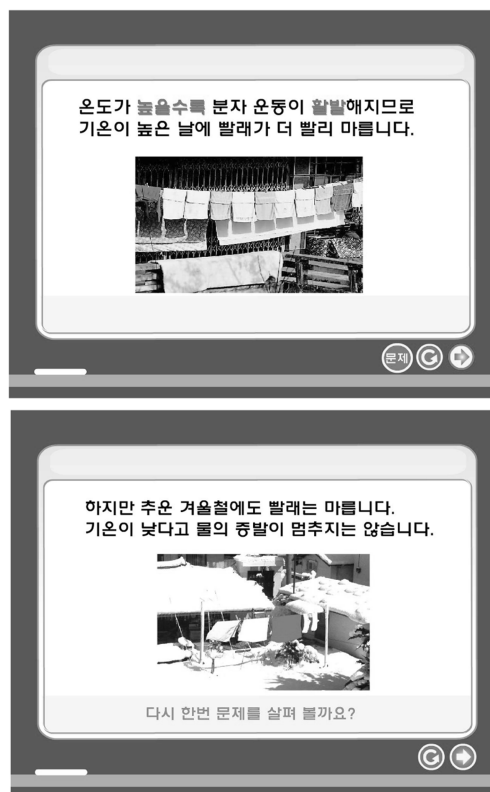 온도가 높을수록 분자 운동이 활발해지므로
기온이 높은 날에 빨래가 더 빨리 마릅니다.
문제
하지만 추운 겨울철에도 빨래는 마릅니다.
기온이 낮다고 물의 증발이 멈추지는 않습니다.
다시 한번 문제를 살펴 볼까요?